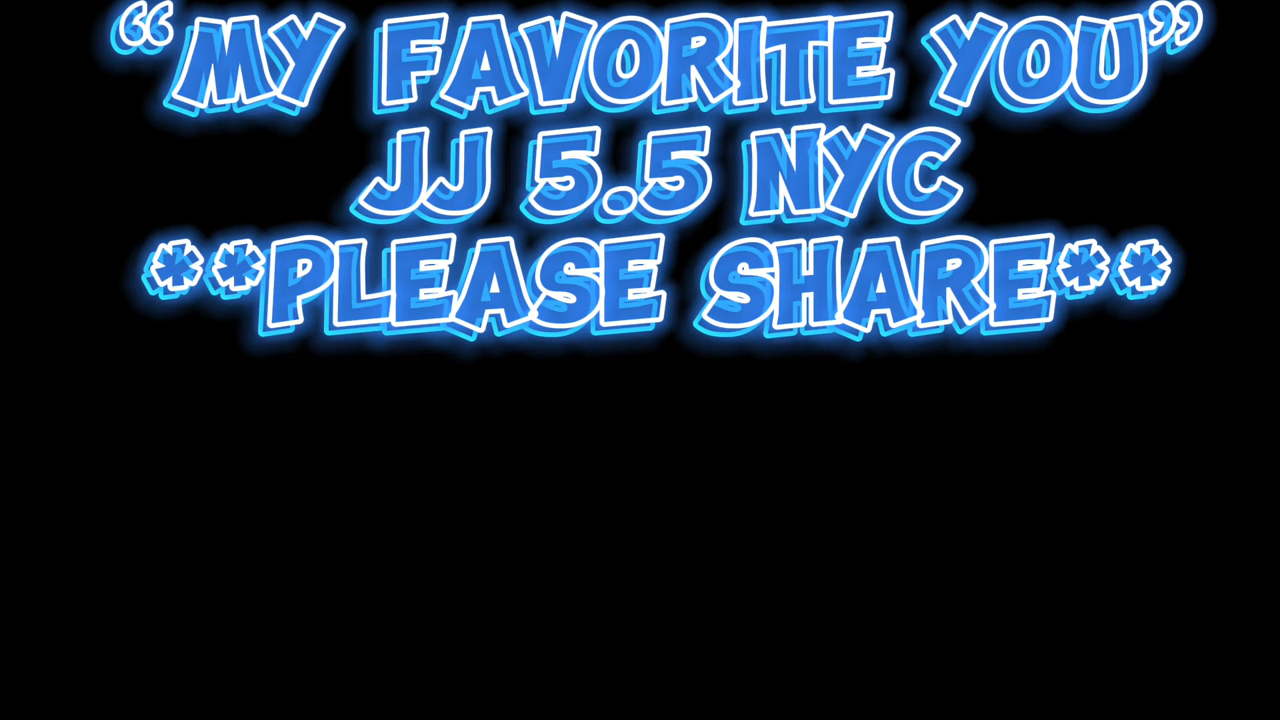 “MY FAVORITE YOU”
JJ 5.5 NYC
**PLEASE SHARE**